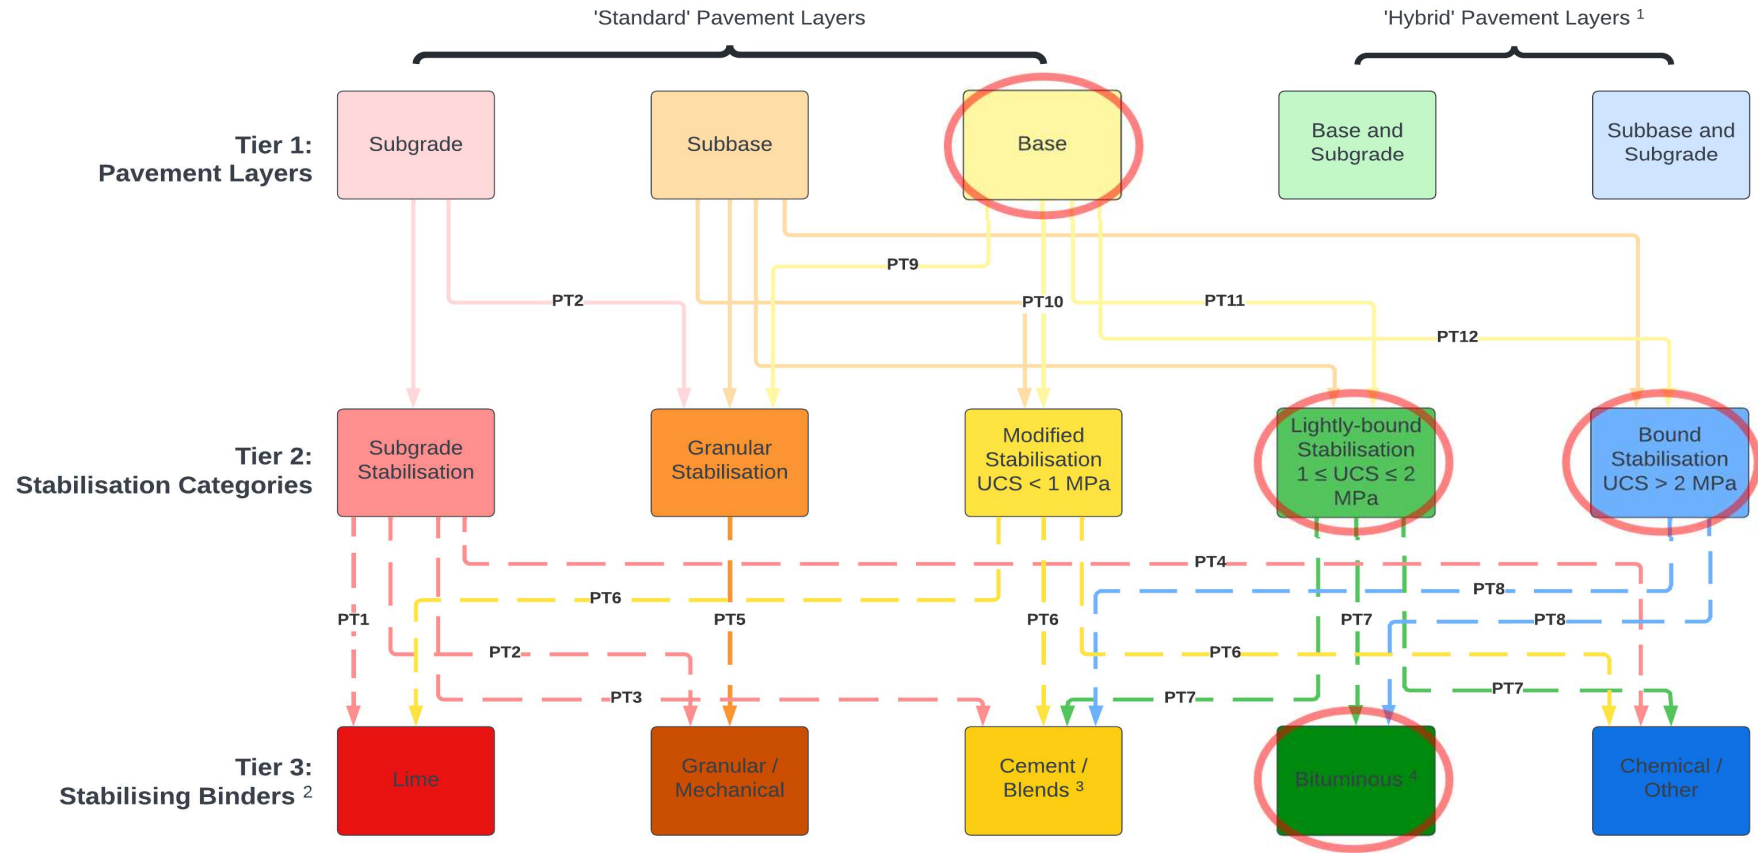 'Standard' Pavement Layers
'Hybrid' Pavement Layers 1
Tier 1:
Pavement Layers
Subgrade
Subbase
Base
Base and
Subgrade
Subbase and
Subgrade
PT9
PT2
PT10
PT11
PT12
Tier 2:
Stabilisation Categories
Subgrade
Stabilisation
Granular
Stabilisation
Modified
Stabilisation
UCS < 1 MPa
Lightly-bound
Stabilisation
1 ≤ UCS ≤ 2
MPa
Bound
Stabilisation
UCS > 2 MPa
PT4
PT6
PT8
PT1
PT5
PT6
PT7
PT8
PT2
PT6
PT3
PT7
PT7
Tier 3:
Stabilising Binders 2
Lime
Granular /
Mechanical
Cement /
Blends 3
Bituminous 4
Chemical /
Other